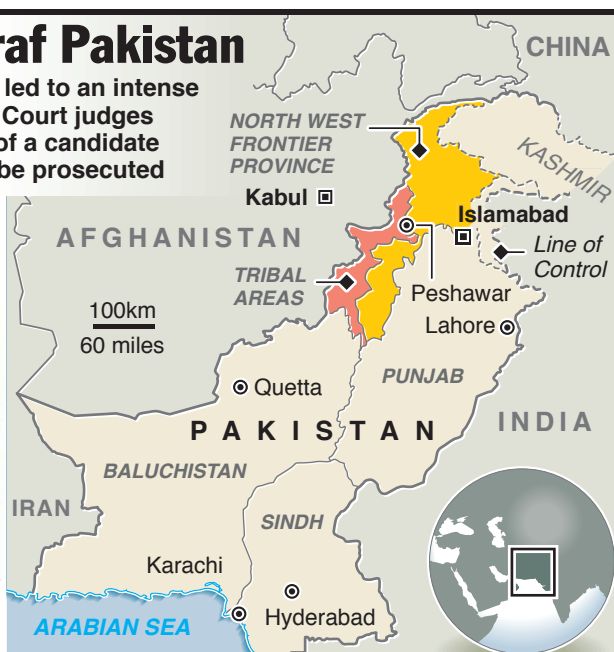 raf Pakistan
led to an intense
Court judges
of a candidate
be prosecuted
CHINA
NORTH WEST
FRONTIER
PROVINCE
KASHMIR
Kabul
Islamabad
AFGHANISTAN
Line of
Control
TRIBAL
AREAS
Peshawar
100km
60 miles
Lahore
PUNJAB
Quetta
INDIA
PAKISTAN
BALUCHISTAN
IRAN
SINDH
Karachi
Hyderabad
ARABIAN SEA